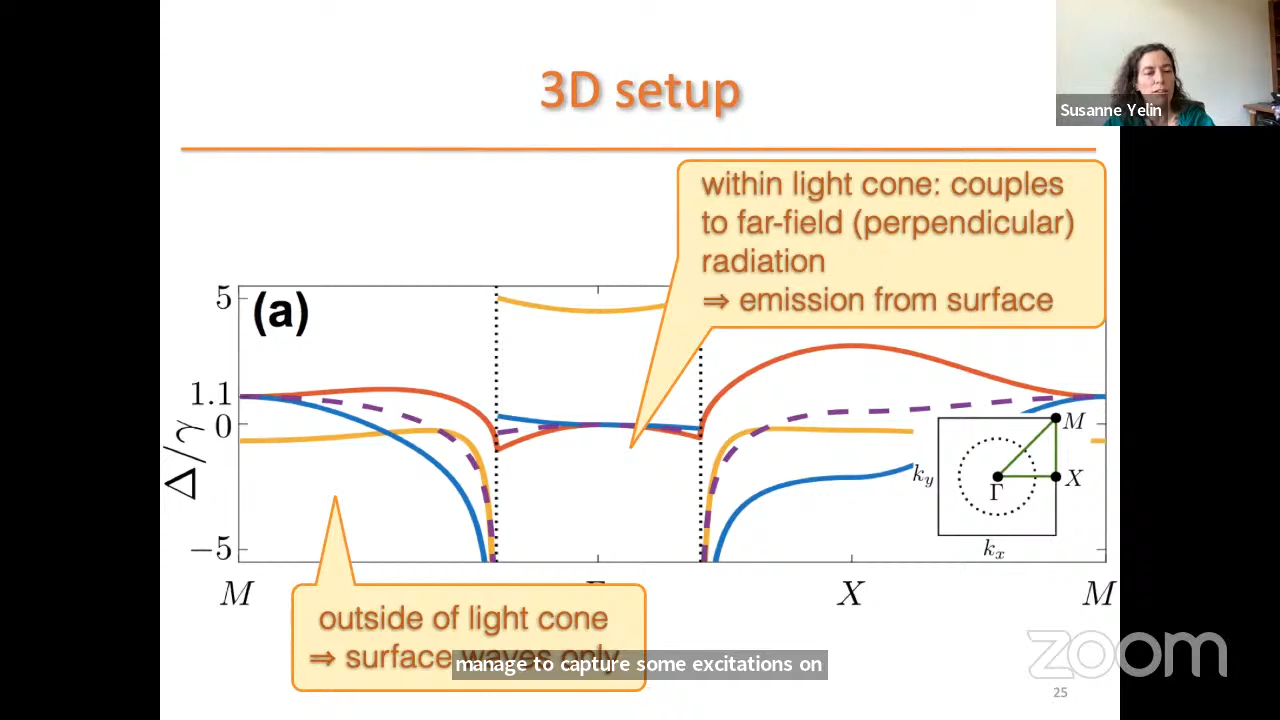 3D setup
Susanne Yelin
within light cone: couples
to far-field (perpendicular)
radiation
⇒ emission from surface
(a)
5
1.1
0
−5
Δ/γ
M
X
M
M
X
Γ
k_y
k_x
outside of light cone
⇒ surface waves only
manage to capture some excitations on
zoom
25